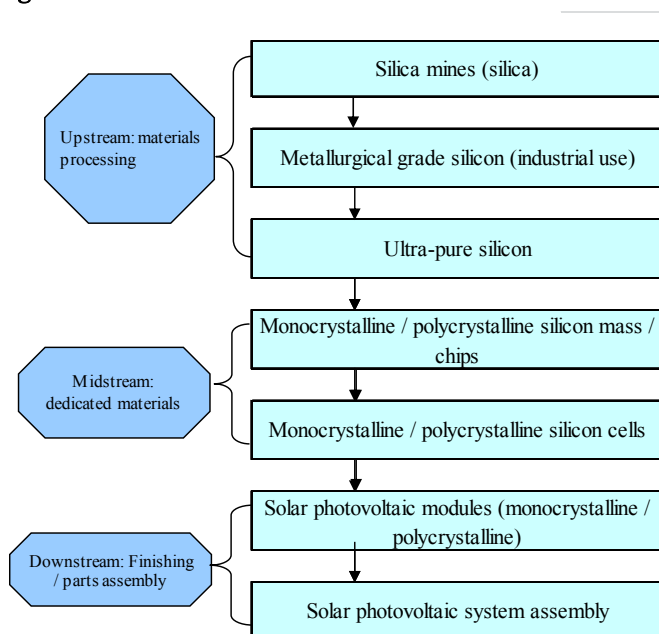 Silica mines (silica)
Upstream: materials
processing
Metallurgical grade silicon (industrial use)
Ultra-pure silicon
Monocrystalline / polycrystalline silicon mass /
chips
Midstream:
dedicated materials
Monocrystalline / polycrystalline silicon cells
Solar photovoltaic modules (monocrystalline /
polycrystalline)
Downstream: Finishing
/ parts assembly
Solar photovoltaic system assembly